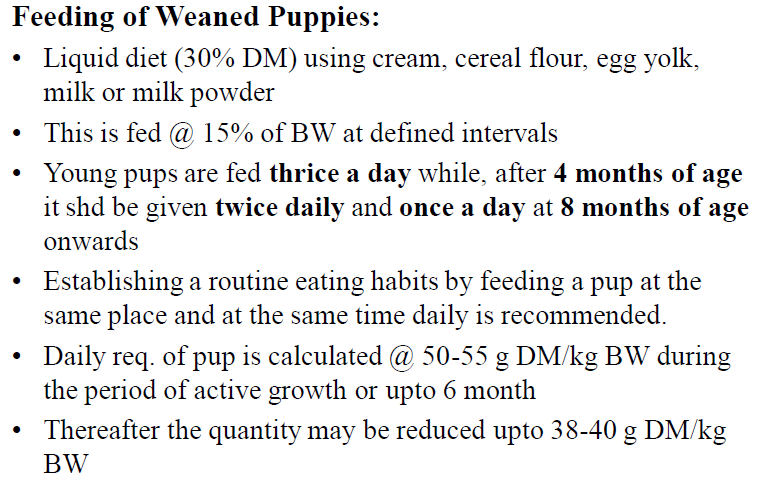 Feeding of Weaned Puppies:
• Liquid diet (30% DM) using cream, cereal flour, egg yolk,
milk or milk powder
• This is fed @ 15% of BW at defined intervals
• Young pups are fed thrice a day while, after 4 months of age
it shd be given twice daily and once a day at 8 months of age
onwards
• Establishing a routine eating habits by feeding a pup at the
same place and at the same time daily is recommended.
• Daily req. of pup is calculated @ 50-55 g DM/kg BW during
the period of active growth or upto 6 month
• Thereafter the quantity may be reduced upto 38-40 g DM/kg
BW